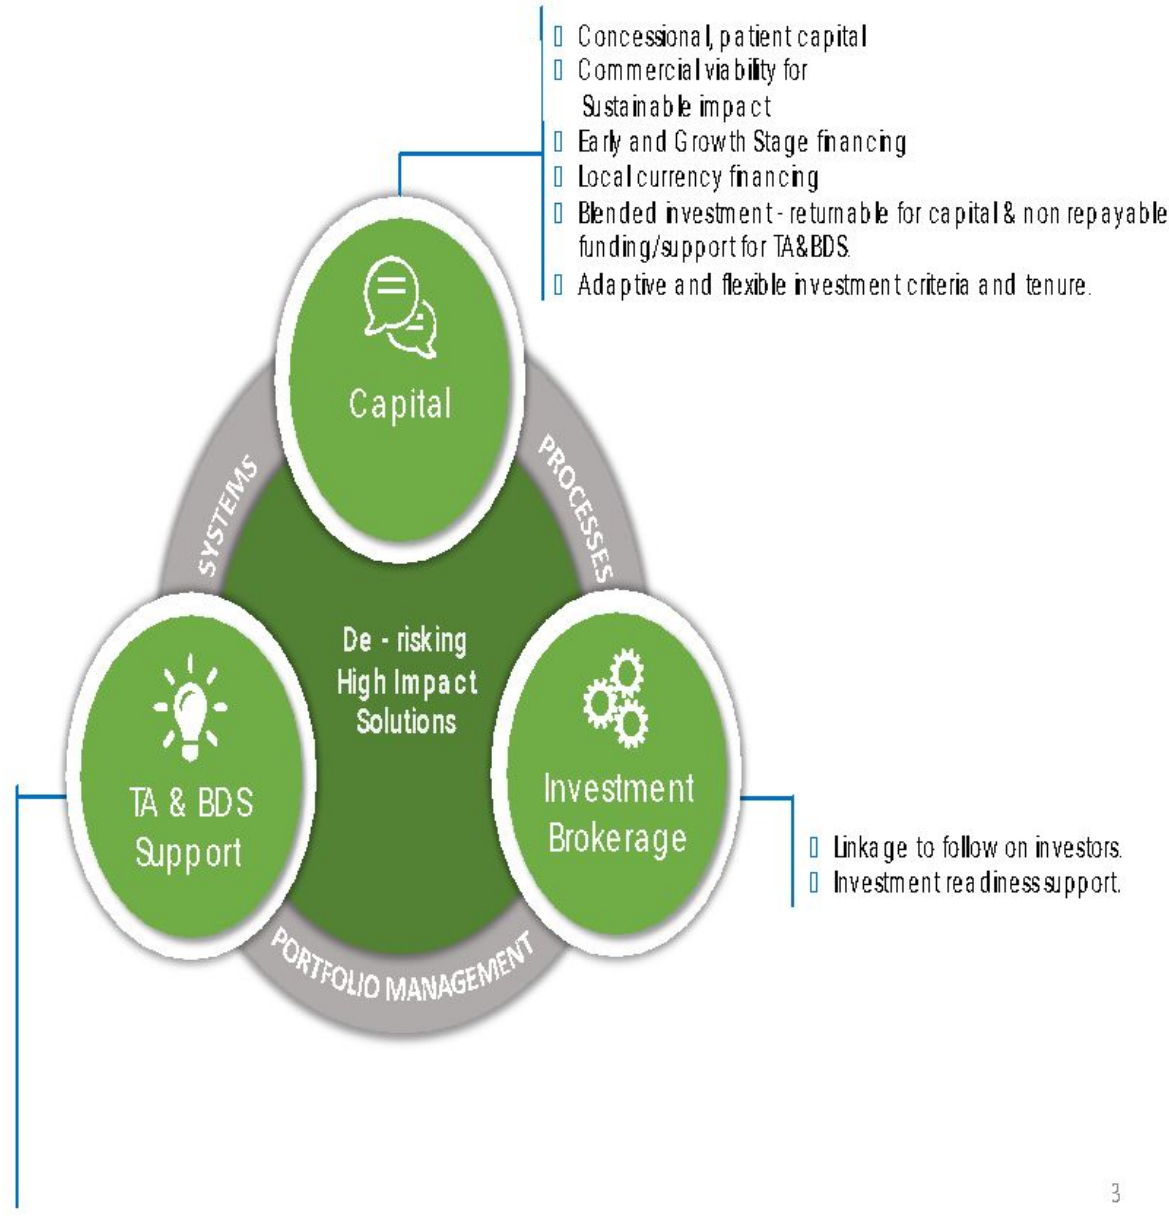 Concessional, patient capital
Commercial viability for
Sustainable impact
Early and Growth Stage financing
Local currency financing
Blended investment - returnable for capital & non repayable
funding/support for TA&BDS.
Adaptive and flexible investment criteria and tenure.
Capital
SYSTEMS
PROCESSES
De - risking
High Impact
Solutions
TA & BDS
Support
Investment
Brokerage
Linkage to follow on investors.
Investment readiness support.
PORTFOLIO MANAGEMENT
3